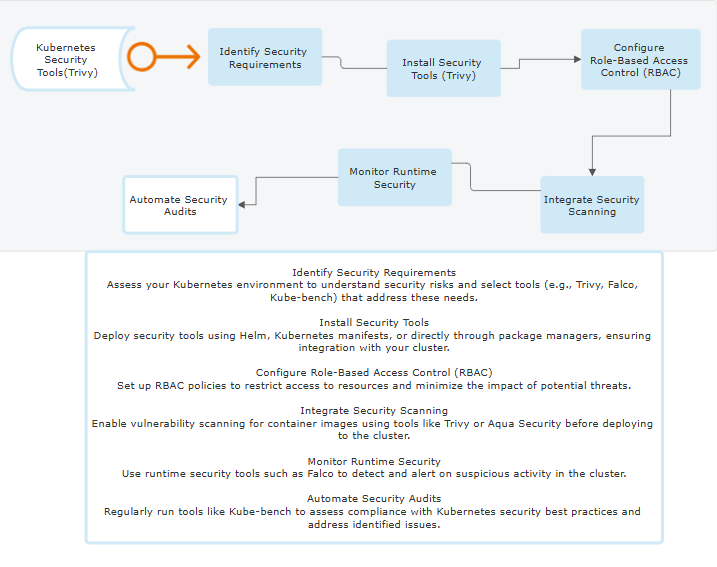 Kubernetes
Security
Tools(Trivy)
Identify Security
Requirements
Install Security
Tools (Trivy)
Configure
Role-Based Access
Control (RBAC)
Integrate Security
Scanning
Monitor Runtime
Security
Automate Security
Audits
Identify Security Requirements
Assess your Kubernetes environment to understand security risks and select tools (e.g., Trivy, Falco,
Kube-bench) that address these needs.
Install Security Tools
Deploy security tools using Helm, Kubernetes manifests, or directly through package managers, ensuring
integration with your cluster.
Configure Role-Based Access Control (RBAC)
Set up RBAC policies to restrict access to resources and minimize the impact of potential threats.
Integrate Security Scanning
Enable vulnerability scanning for container images using tools like Trivy or Aqua Security before deploying
to the cluster.
Monitor Runtime Security
Use runtime security tools such as Falco to detect and alert on suspicious activity in the cluster.
Automate Security Audits
Regularly run tools like Kube-bench to assess compliance with Kubernetes security best practices and
address identified issues.